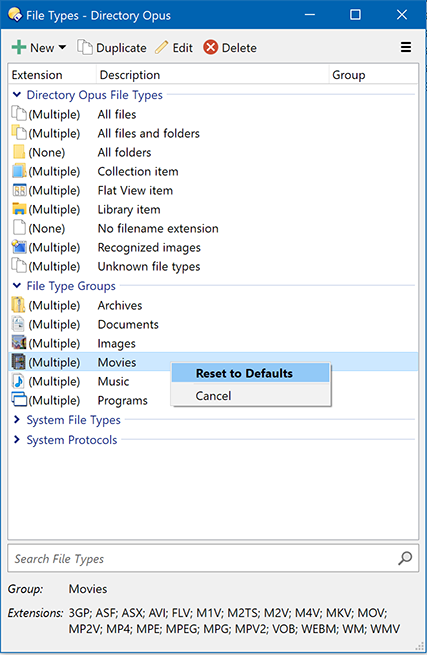 File Types - Directory Opus
New Duplicate Edit Delete
Extension Description Group
Directory Opus File Types
(Multiple) All files
(Multiple) All files and folders
(None) All folders
(Multiple) Collection item
(Multiple) Flat View item
(Multiple) Library item
(None) No filename extension
(Multiple) Recognized images
(Multiple) Unknown file types
File Type Groups
(Multiple) Archives
(Multiple) Documents
(Multiple) Images
(Multiple) Movies
Reset to Defaults
(Multiple) Music
Cancel
(Multiple) Programs
System File Types
System Protocols
Search File Types
Group: Movies
Extensions: 3GP; ASF; ASX; AVI; FLV; M1V; M2TS; M2V; M4V; MKV; MOV;
MP2V; MP4; MPE; MPEG; MPG; MPV2; VOB; WEBM; WM; WMV